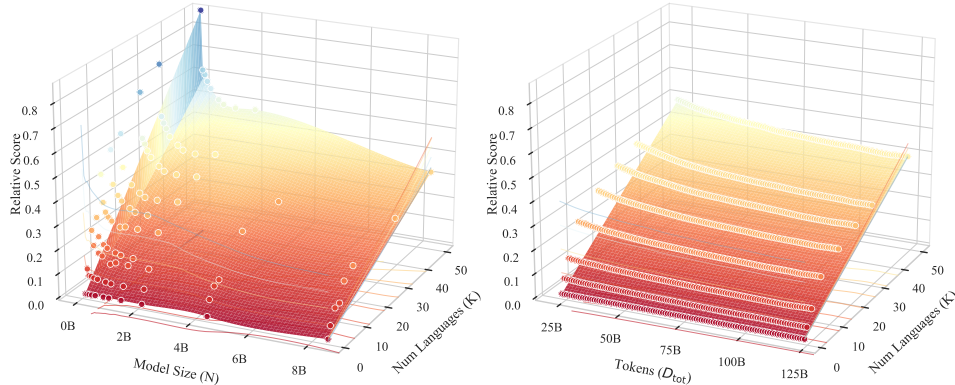 Relative Score
0.8
0.7
0.6
0.5
0.4
0.3
0.2
0.1
0.0
0B
2B
4B
6B
8B
Model Size (N)
0
10
20
30
40
50
Num Languages (K)
Relative Score
0.8
0.7
0.6
0.5
0.4
0.3
0.2
0.1
0.0
25B
50B
75B
100B
125B
Tokens (D_tot)
0
10
20
30
40
50
Num Languages (K)